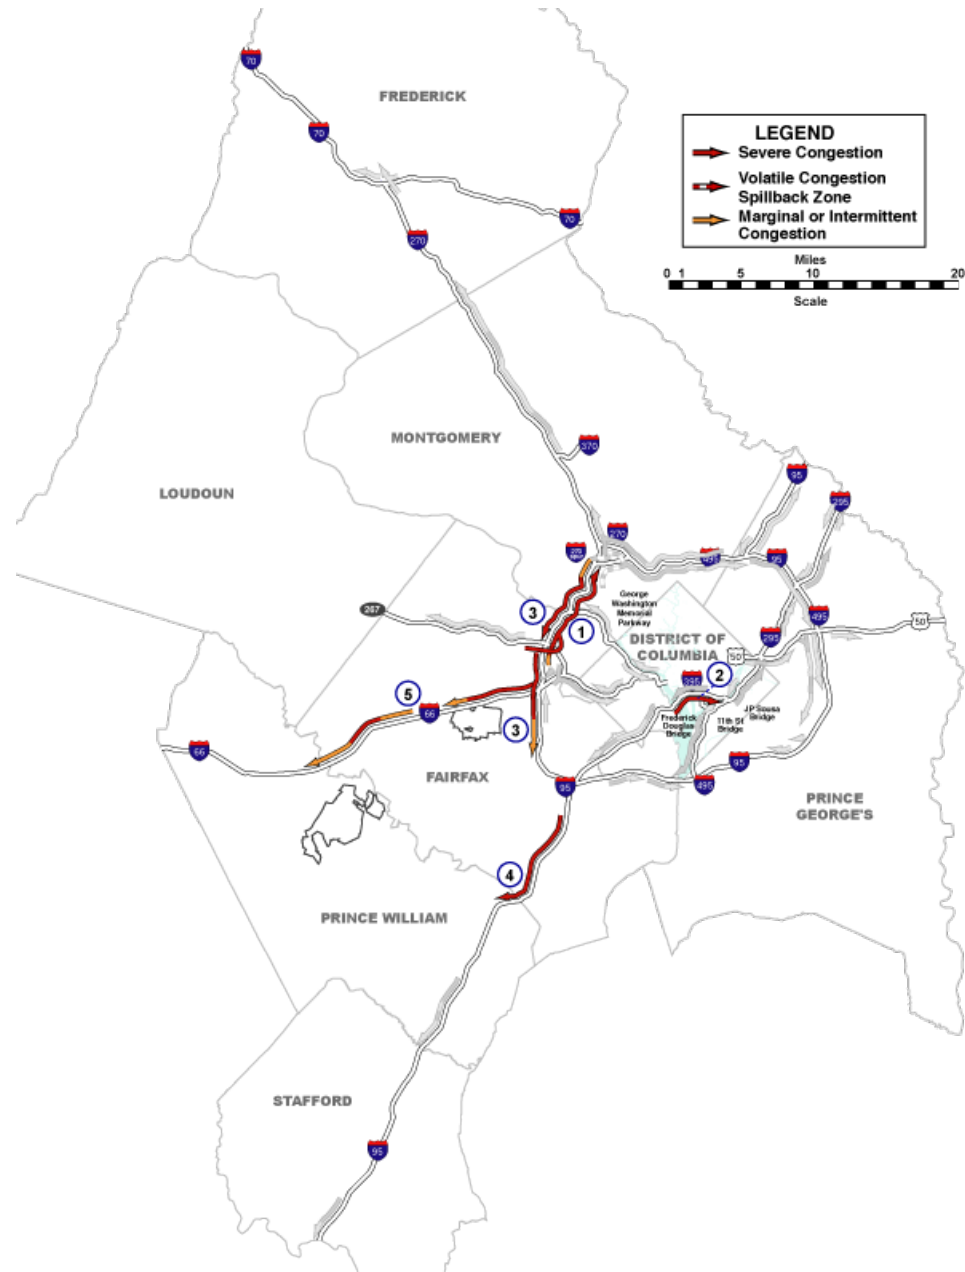 70
FREDERICK
70
LEGEND
Severe Congestion
Volatile Congestion
Spillback Zone
Marginal or Intermittent
Congestion
70
270
Miles
0 1 5 10 20
Scale
MONTGOMERY
370
95
LOUDOUN
295
270
495
95
George
Washington
Memorial
Parkway
267
3
1
495
50
DISTRICT OF
COLUMBIA
295
50
2
5
66
Frederick
Douglas
Bridge
11th St
Bridge
JP Sousa
Bridge
3
66
FAIRFAX
95
95
495
PRINCE
GEORGE'S
4
PRINCE WILLIAM
STAFFORD
95